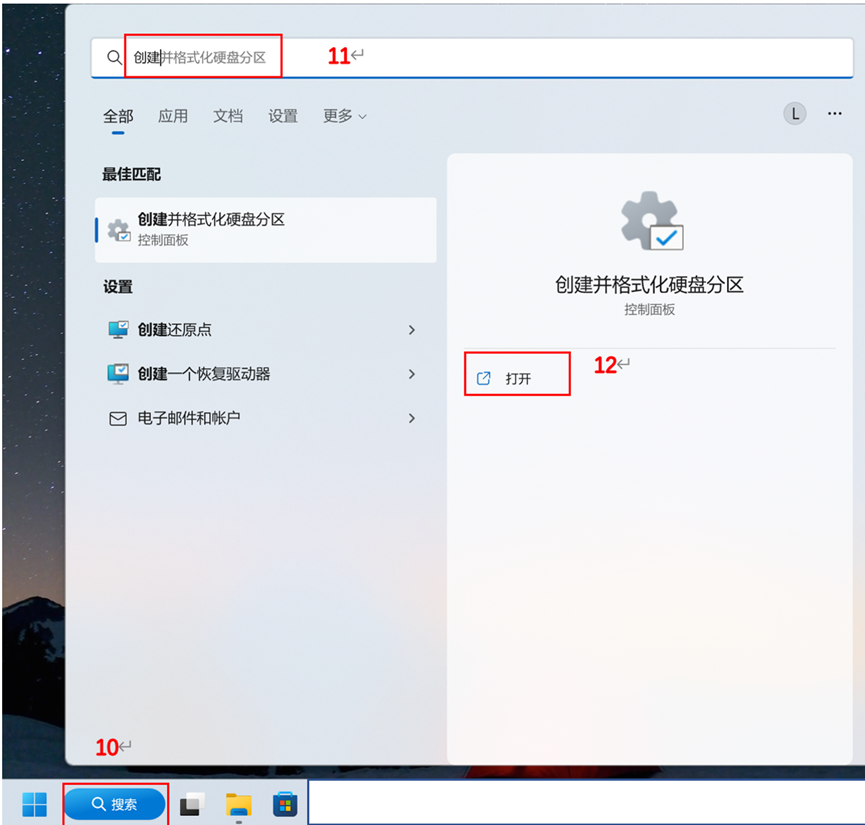 创建并格式化硬盘分区 11↵
全部 应用 文档 设置 更多 L ...
最佳匹配
创建并格式化硬盘分区
控制面板
设置
创建还原点
创建一个恢复驱动器
电子邮件和帐户
创建并格式化硬盘分区
控制面板
打开 12↵
10↵
搜索